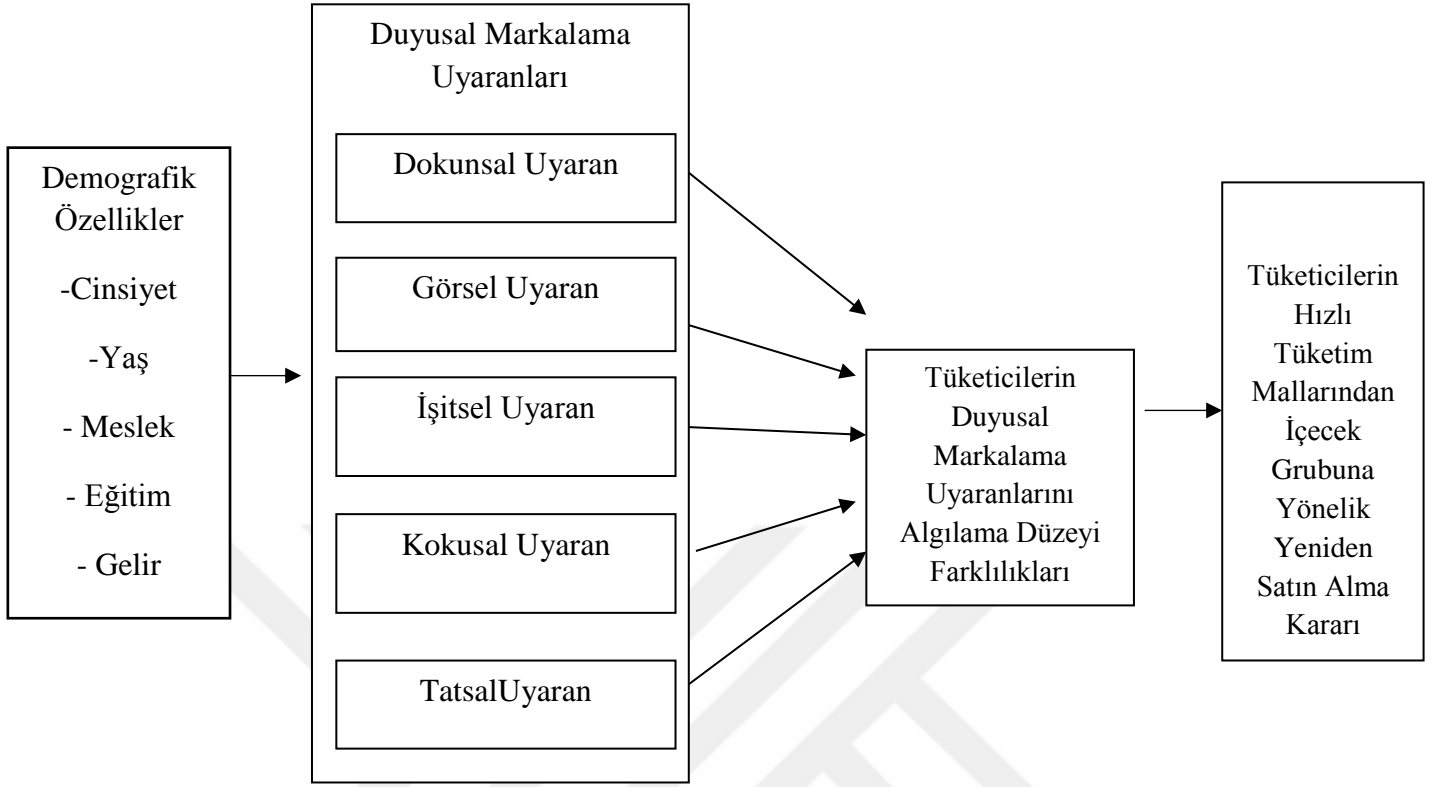 Demografik
Özellikler
-Cinsiyet
-Yaş
- Meslek
- Eğitim
- Gelir
Duyusal Markalama
Uyaranları
Dokunsal Uyaran
Görsel Uyaran
İşitsel Uyaran
Kokusal Uyaran
TatsalUyaran
Tüketicilerin
Duyusal
Markalama
Uyaranlarını
Algılama Düzeyi
Farklılıkları
Tüketicilerin
Hızlı
Tüketim
Mallarından
İçecek
Grubuna
Yönelik
Yeniden
Satın Alma
Kararı